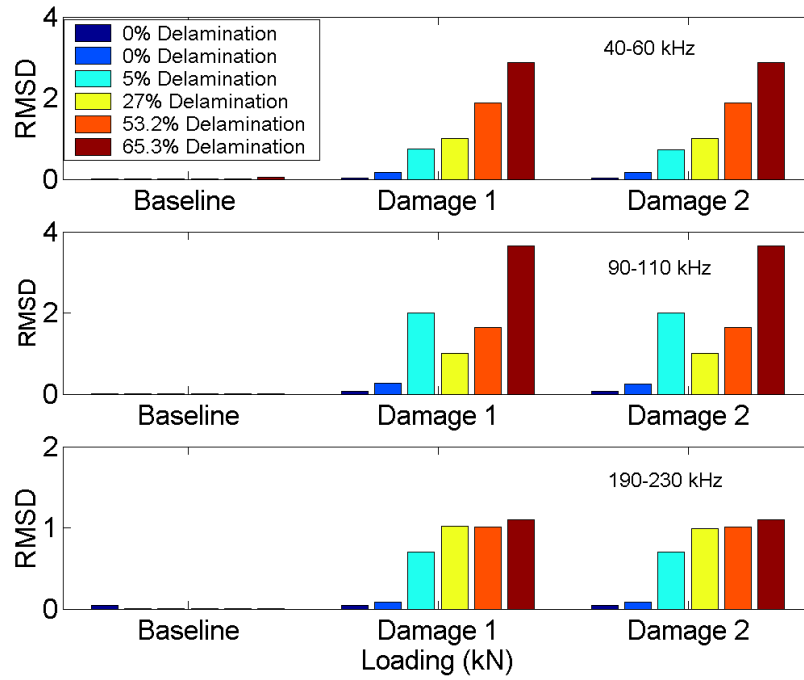 4
0% Delamination
0% Delamination
5% Delamination
27% Delamination
53.2% Delamination
65.3% Delamination
40-60 kHz
RMSD
2
0
Baseline Damage 1 Damage 2
4
90-110 kHz
RMSD
2
0
Baseline Damage 1 Damage 2
2
190-230 kHz
RMSD
1
0
Baseline Damage 1 Damage 2
Loading (kN)